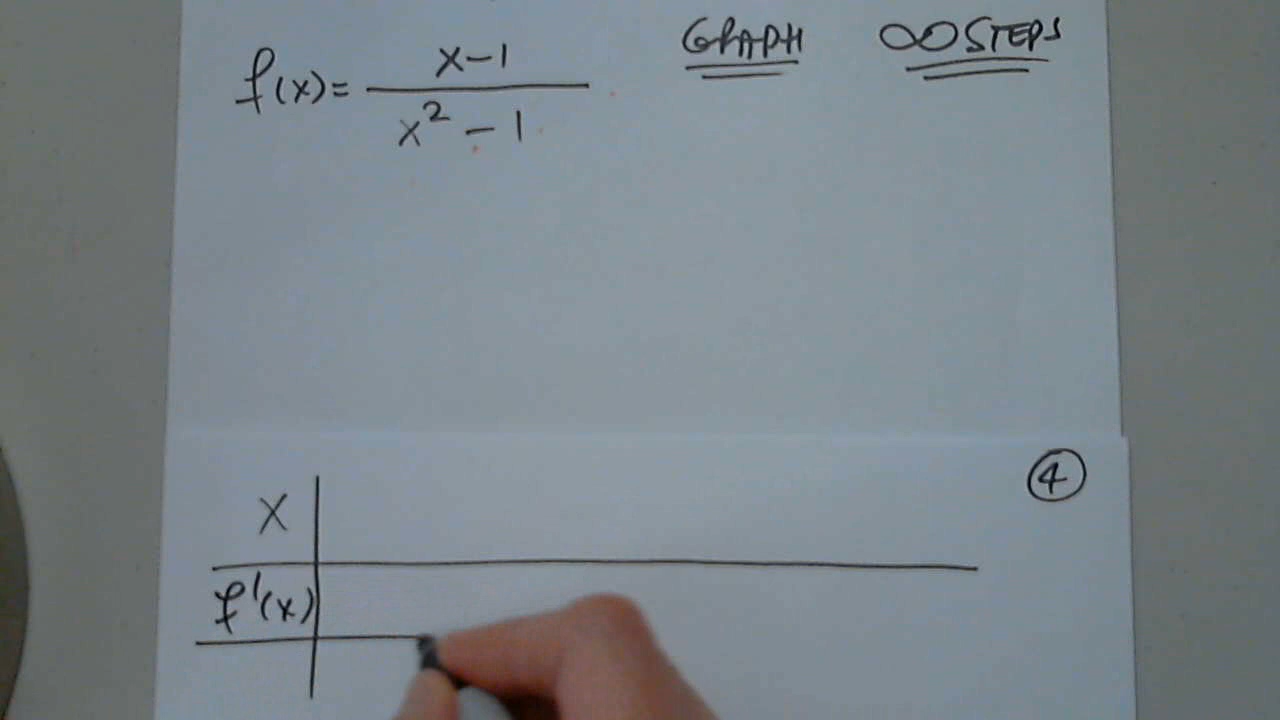 f(x) = (x-1)/(x² - 1)
GRAPH ∞ STEPS
④
x
f'(x)